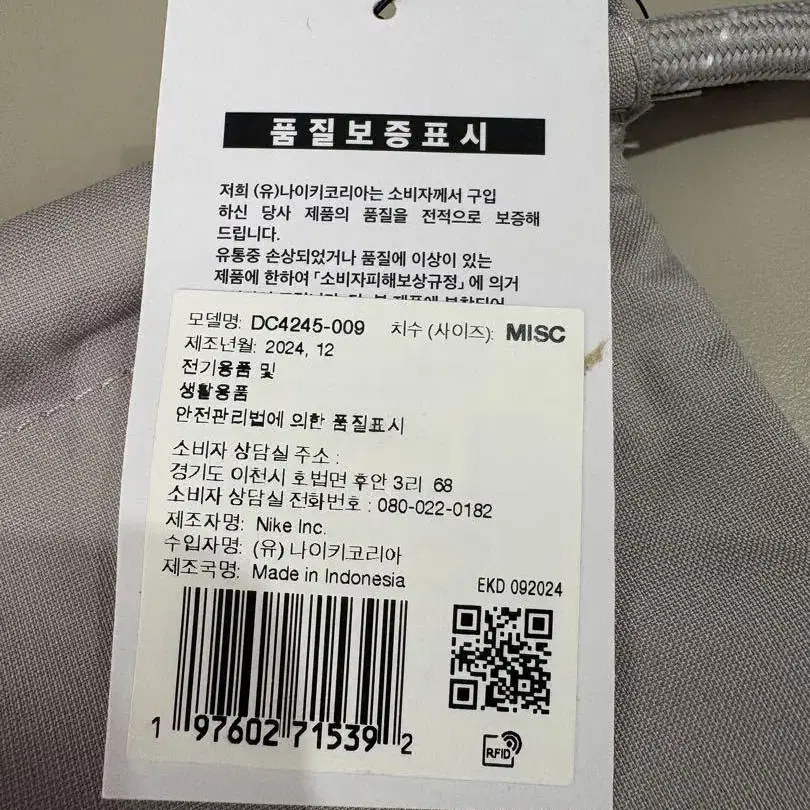 품질보증표시
저희 (유)나이키코리아는 소비자께서 구입
하신 당사 제품의 품질을 전적으로 보증해
드립니다.
유통중 손상되었거나 품질에 이상이 있는
제품에 한하여 「소비자피해보상규정」에 의거
모델명: DC4245-009 치수 (사이즈): MISC
제조년월: 2024, 12
전기용품 및
생활용품
안전관리법에 의한 품질표시
소비자 상담실 주소 :
경기도 이천시 호법면 후안 3리 68
소비자 상담실 전화번호 : 080-022-0182
제조자명: Nike Inc.
수입자명: (유) 나이키코리아
제조국명: Made in Indonesia
EKD 092024
1 97602 71539 2
RFID